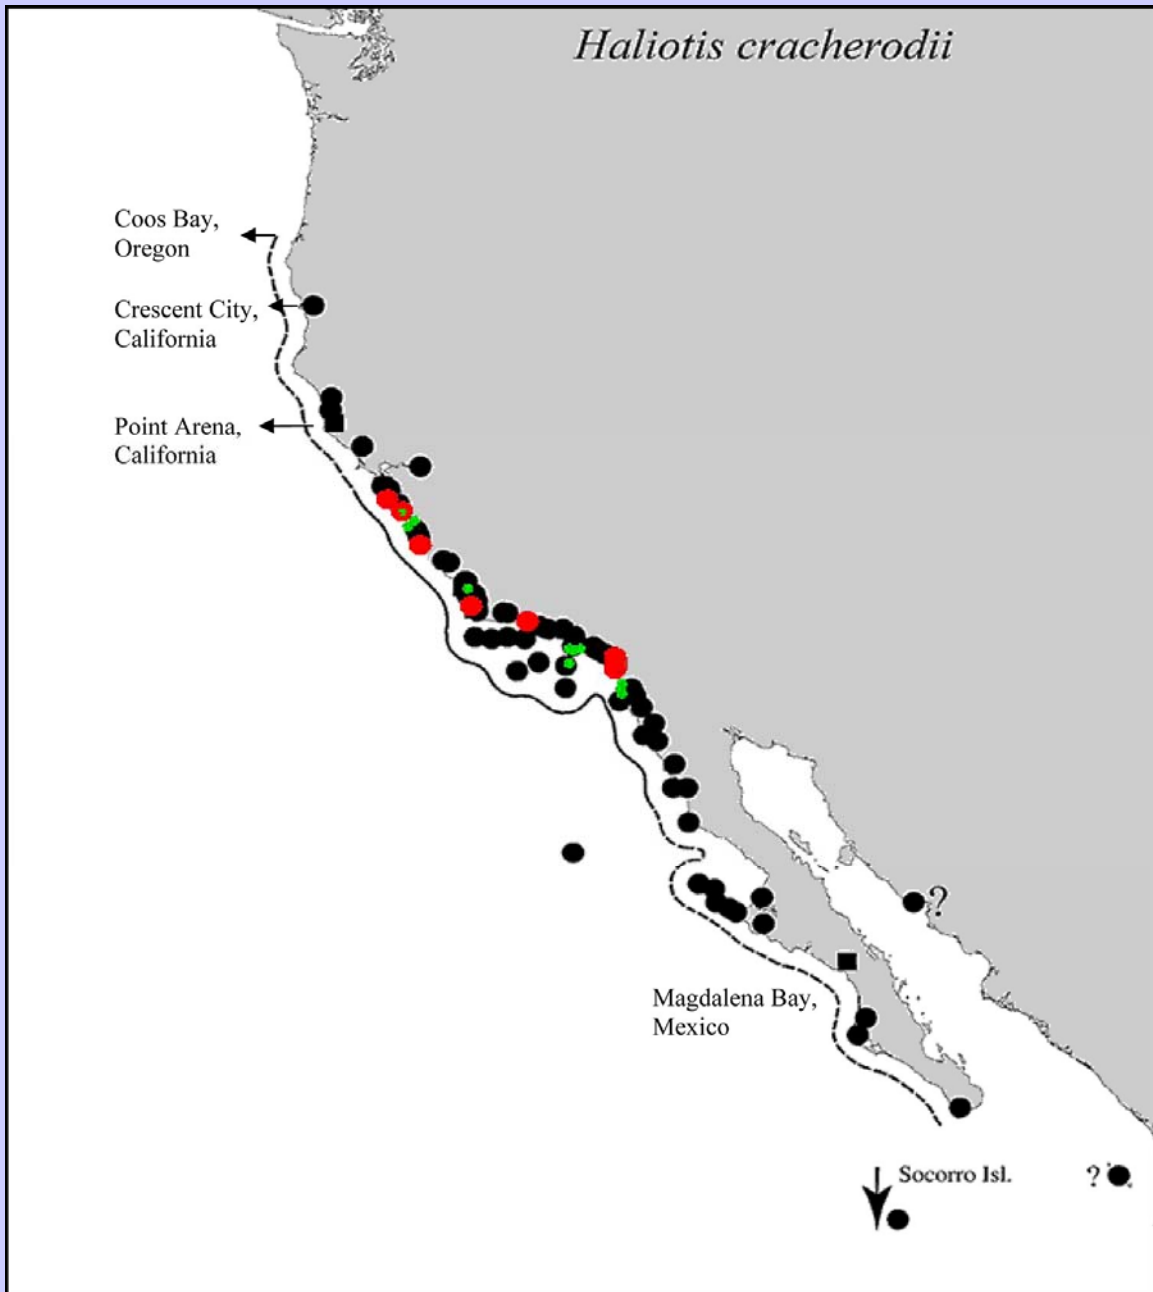 Haliotis cracherodii
Coos Bay,
Oregon
Crescent City,
California
Point Arena,
California
?
Magdalena Bay,
Mexico
Socorro Isl.
?